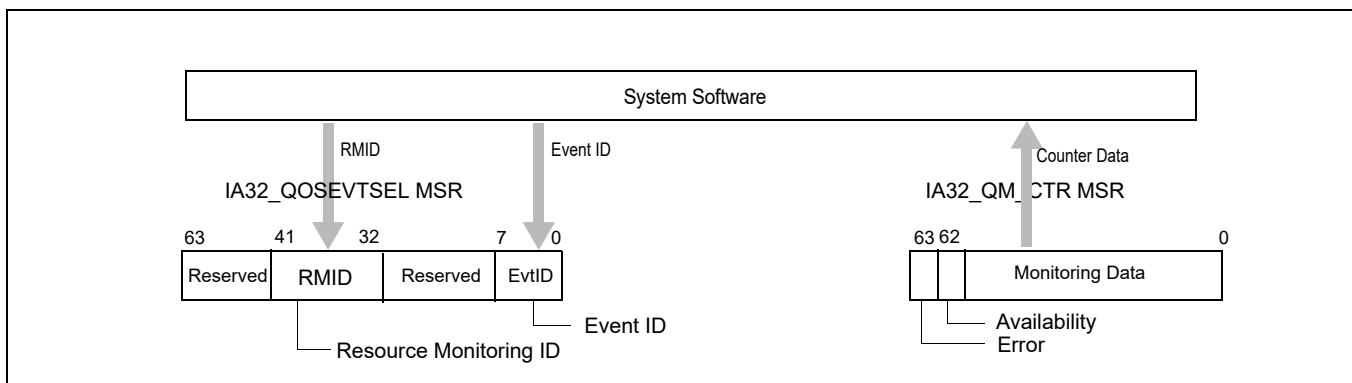 System Software
RMID
Event ID
Counter Data
IA32_QOSEVTSEL MSR
IA32_QM_CTR MSR
63 41 32 7 0
63 62 0
Reserved RMID Reserved EvtID
Monitoring Data
Event ID
Resource Monitoring ID
Availability
Error